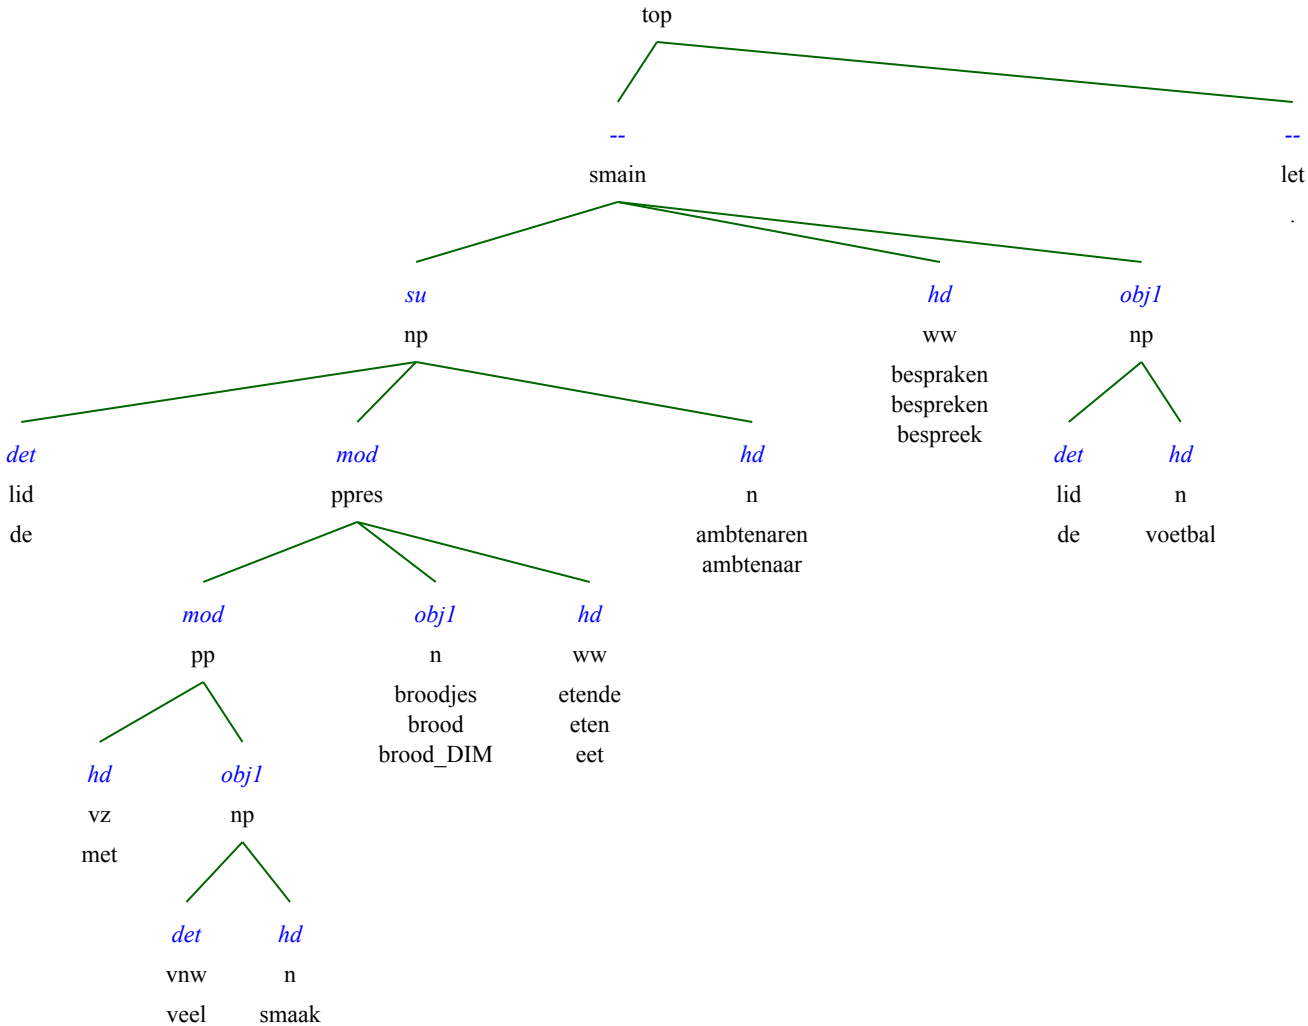 top
-- --
smain let
.
su hd obj1
np ww np
bespraken
bespreken
bespreek
det mod hd det hd
lid ppres n lid n
de ambtenaren de voetbal
ambtenaar
mod obj1 hd
pp n ww
broodjes etende
brood eten
brood_DIM eet
hd obj1
vz np
met
det hd
vnw n
veel smaak